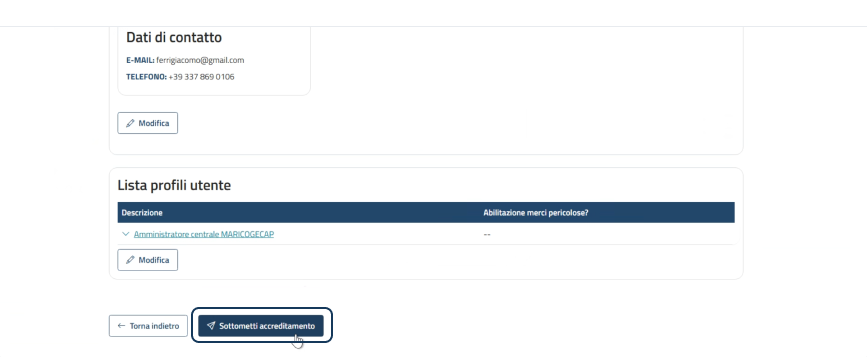 Dati di contatto
E-MAIL: ferrigiacomo@gmail.com
TELEFONO: +39 337 869 0106
Modifica
Lista profili utente
Descrizione Abilitazione merci pericolose?
Amministratore centrale MARICOGECAP --
Modifica
← Torna indietro Sottometti accreditamento